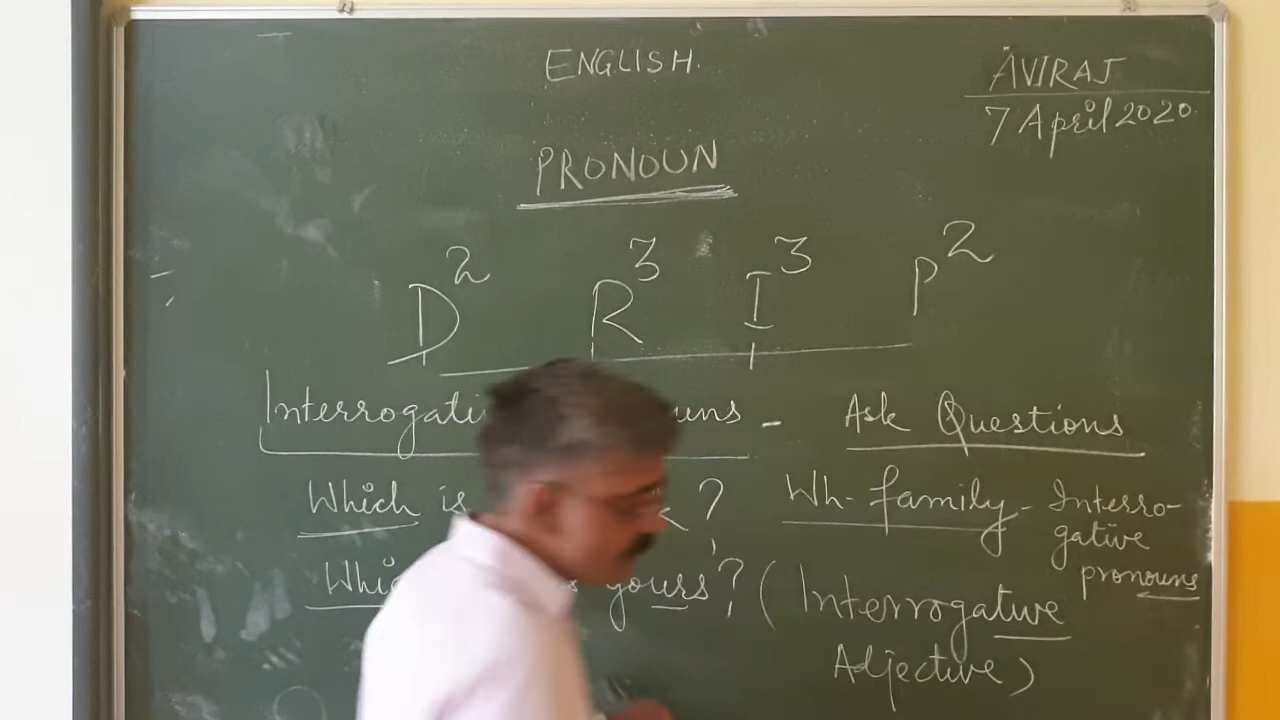 ENGLISH.
AVIRAJ
7 April 2020.
PRONOUN
D² R³ I³ P²
Interrogati uns - Ask Questions
Which is ? Wh- family - Interro-
gative
pronouns
yours? (Interrogative
Adjective)